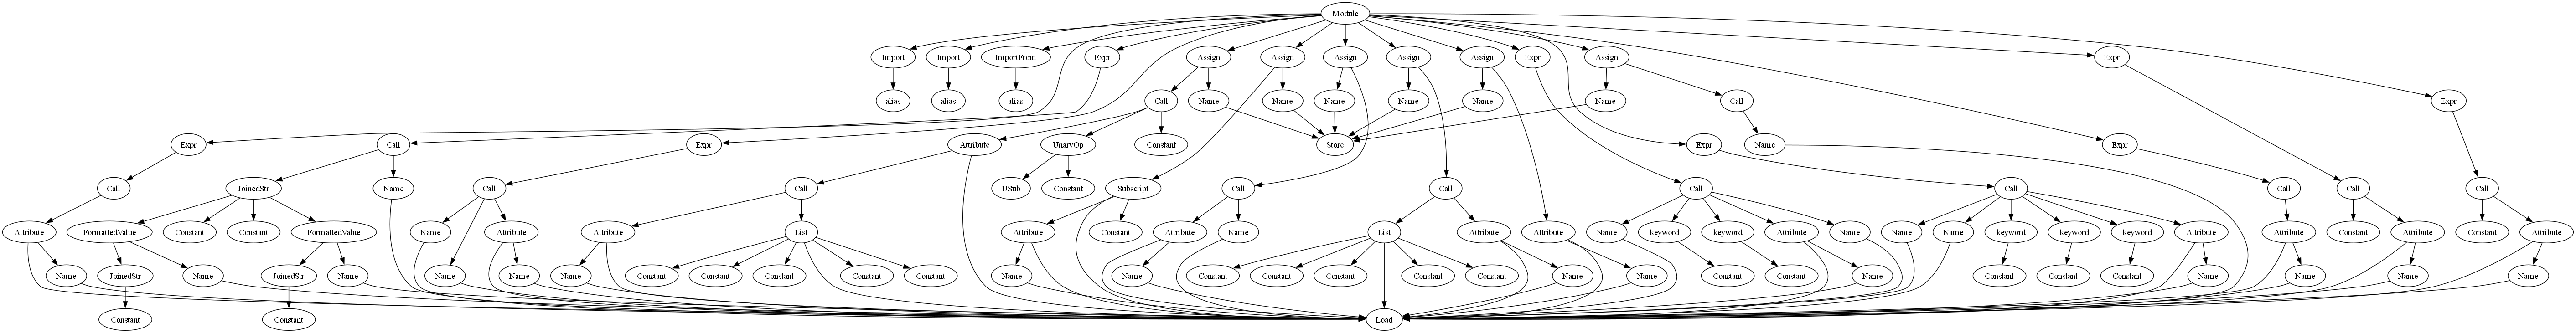 Module
Import Import ImportFrom Expr Assign Assign Assign Assign Assign Expr Assign Expr
alias alias alias Call Name Name Name Name Name Name Call Expr
Expr Call Expr Attribute UnaryOp Constant Store Expr Name Expr
Call JoinedStr Name Call Call USub Constant Subscript Call Call Call Call Call Call Call
Attribute FormattedValue Constant Constant FormattedValue Name Attribute Attribute List Attribute Constant Attribute Name List Attribute Attribute Name keyword keyword Attribute Name Name Name keyword keyword keyword Attribute Attribute Constant Attribute Constant Attribute
Name JoinedStr Name JoinedStr Name Name Name Name Constant Constant Constant Constant Constant Name Name Constant Constant Constant Constant Constant Name Name Constant Constant Name Constant Constant Constant Name Name Name Name
Constant Constant Load